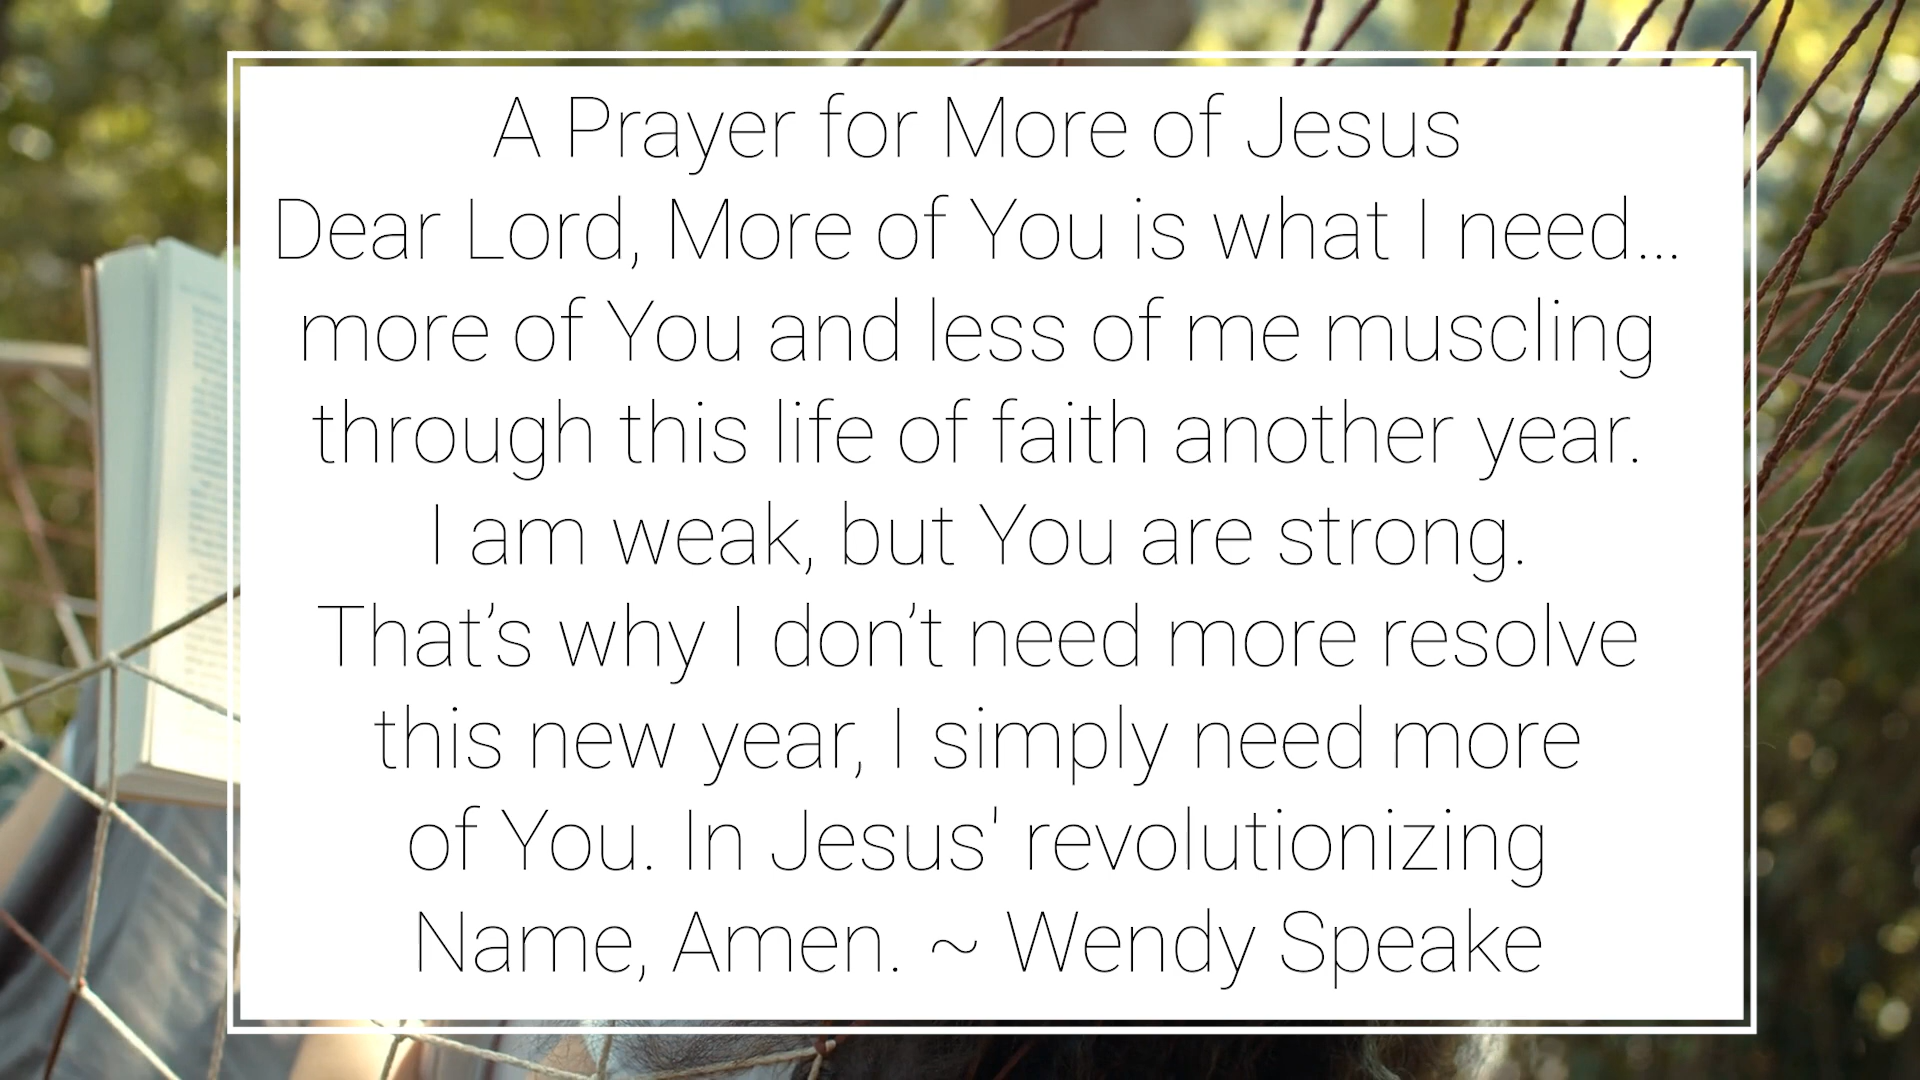 A Prayer for More of Jesus
Dear Lord, More of You is what I need...
more of You and less of me muscling
through this life of faith another year.
I am weak, but You are strong.
That’s why I don’t need more resolve
this new year, I simply need more
of You. In Jesus' revolutionizing
Name, Amen. ~ Wendy Speake